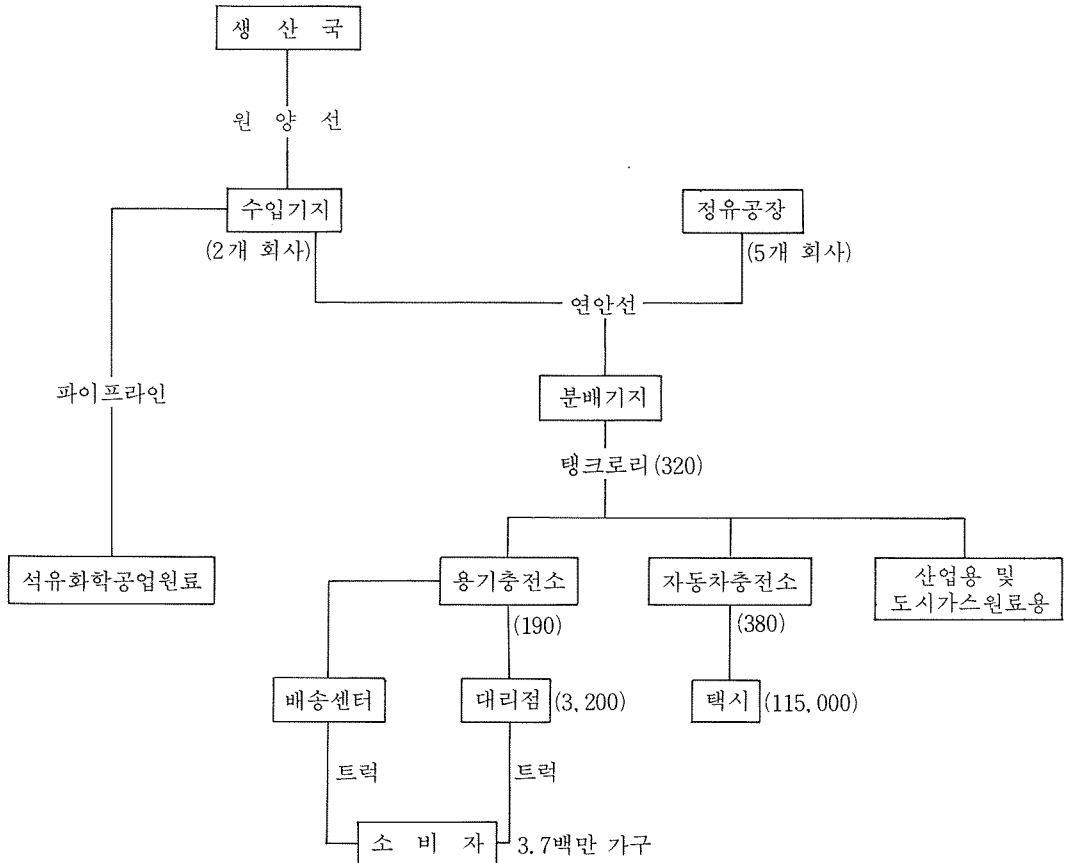 생 산 국
원 양 선
수입기지
정유공장
(2개 회사)
(5개 회사)
연안선
파이프라인
분배기지
탱크로리(320)
석유화학공업원료
용기충전소
자동차충전소
산업용 및
도시가스원료용
(190)
(380)
배송센터
대리점
(3,200)
택시
(115,000)
트럭
트럭
소 비 자
3.7백만 가구